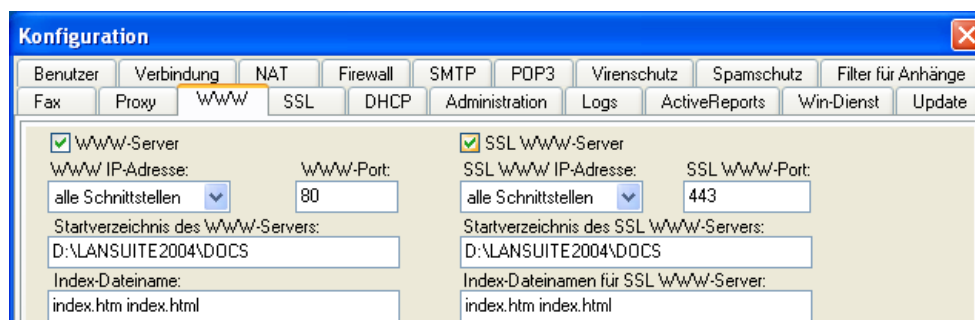 Konfiguration
Benutzer Verbindung NAT Firewall SMTP POP3 Virenschutz Spamschutz Filter für Anhänge
Fax Proxy WWW SSL DHCP Administration Logs ActiveReports Win-Dienst Update
WWW-Server SSL WWW-Server
WWW IP-Adresse: WWW-Port: SSL WWW IP-Adresse: SSL WWW-Port:
alle Schnittstellen 80 alle Schnittstellen 443
Startverzeichnis des WWW-Servers: Startverzeichnis des SSL WWW-Servers:
D:\LANSUITE2004\DOCS D:\LANSUITE2004\DOCS
Index-Dateiname: Index-Dateinamen für SSL WWW-Server:
index.htm index.html index.htm index.html